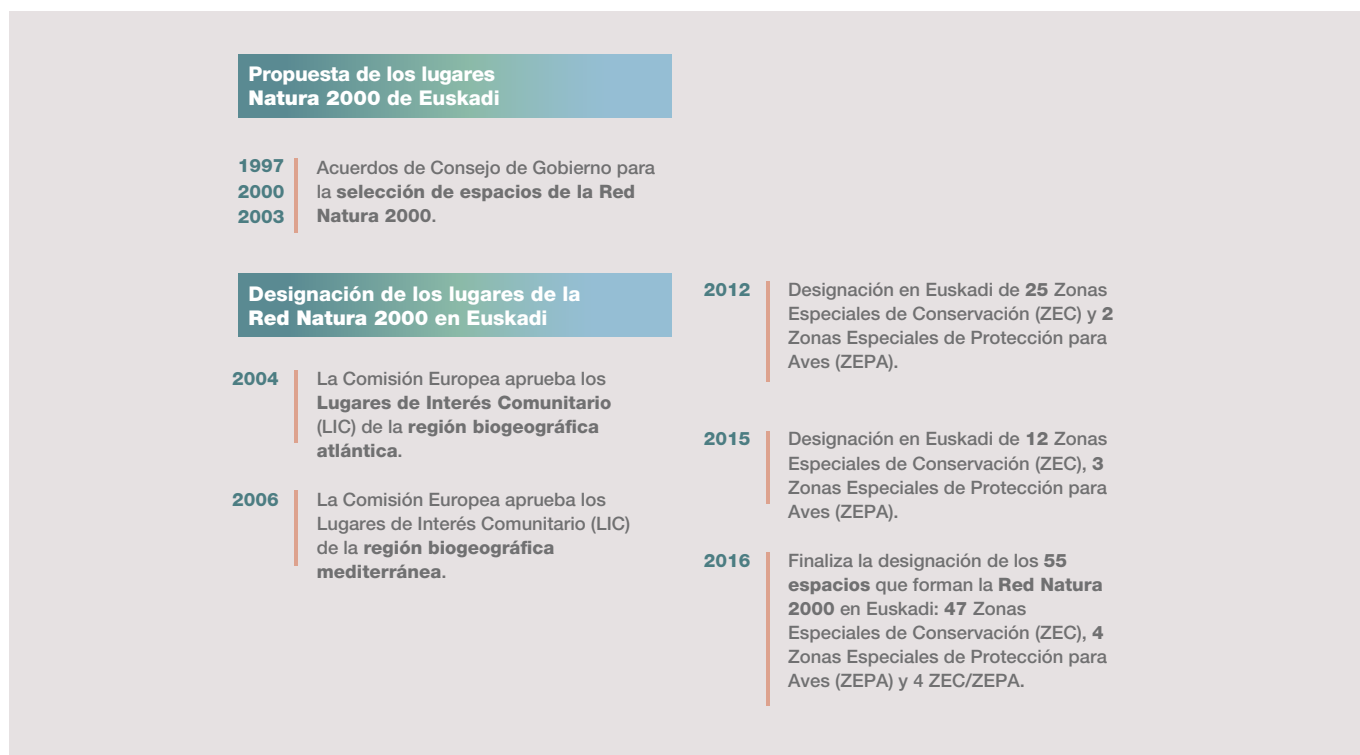 Propuesta de los lugares
Natura 2000 de Euskadi
1997
2000
2003
Acuerdos de Consejo de Gobierno para
la selección de espacios de la Red
Natura 2000.
Designación de los lugares de la
Red Natura 2000 en Euskadi
2004
La Comisión Europea aprueba los
Lugares de Interés Comunitario
(LIC) de la región biogeográfica
atlántica.
2006
La Comisión Europea aprueba los
Lugares de Interés Comunitario (LIC)
de la región biogeográfica
mediterránea.
2012
Designación en Euskadi de 25 Zonas
Especiales de Conservación (ZEC) y 2
Zonas Especiales de Protección para
Aves (ZEPA).
2015
Designación en Euskadi de 12 Zonas
Especiales de Conservación (ZEC), 3
Zonas Especiales de Protección para
Aves (ZEPA).
2016
Finaliza la designación de los 55
espacios que forman la Red Natura
2000 en Euskadi: 47 Zonas
Especiales de Conservación (ZEC), 4
Zonas Especiales de Protección para
Aves (ZEPA) y 4 ZEC/ZEPA.